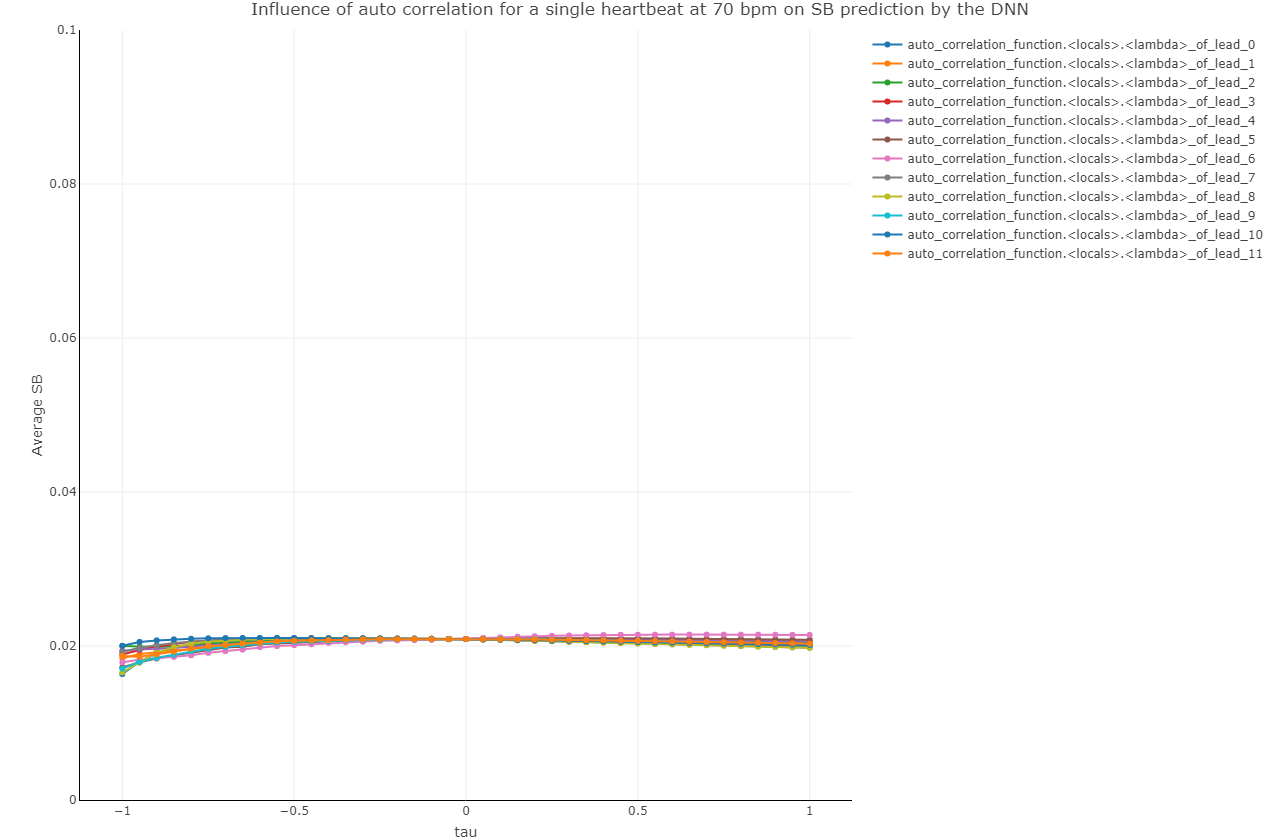 Influence of auto correlation for a single heartbeat at 70 bpm on SB prediction by the DNN
0.1
0.08
0.06
0.04
0.02
0
Average SB
−1
−0.5
0
0.5
1
tau
auto_correlation_function.<locals>.<lambda>_of_lead_0
auto_correlation_function.<locals>.<lambda>_of_lead_1
auto_correlation_function.<locals>.<lambda>_of_lead_2
auto_correlation_function.<locals>.<lambda>_of_lead_3
auto_correlation_function.<locals>.<lambda>_of_lead_4
auto_correlation_function.<locals>.<lambda>_of_lead_5
auto_correlation_function.<locals>.<lambda>_of_lead_6
auto_correlation_function.<locals>.<lambda>_of_lead_7
auto_correlation_function.<locals>.<lambda>_of_lead_8
auto_correlation_function.<locals>.<lambda>_of_lead_9
auto_correlation_function.<locals>.<lambda>_of_lead_10
auto_correlation_function.<locals>.<lambda>_of_lead_11